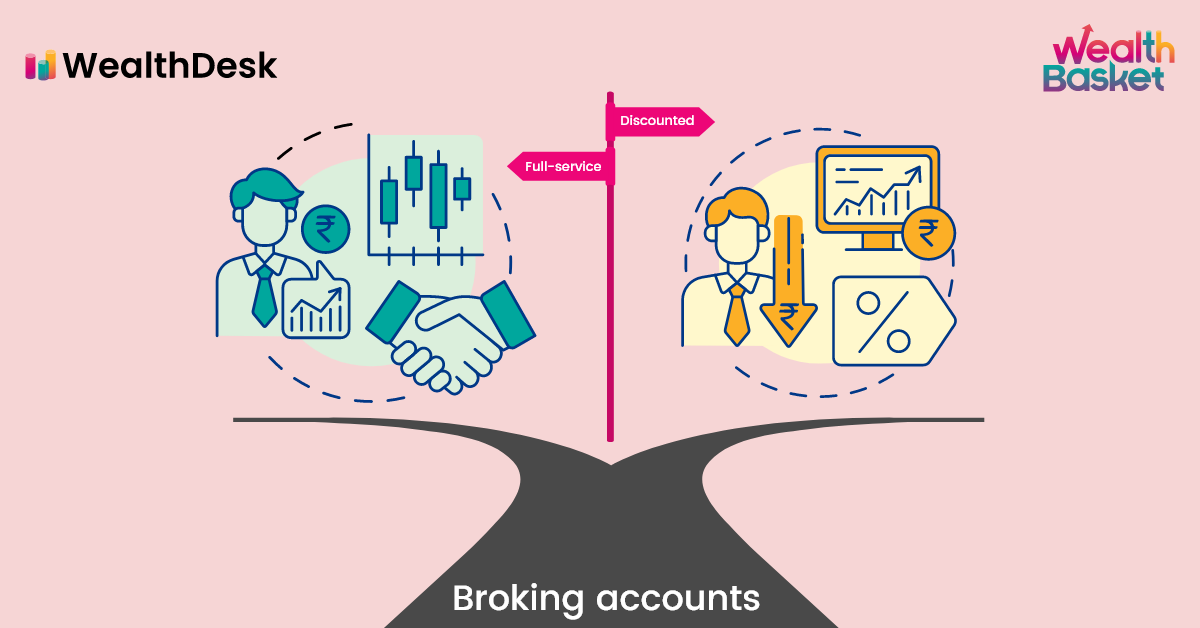 WealthDesk
Wealth
Basket
Discounted
Full-service
₹
₹
₹
%
Broking accounts